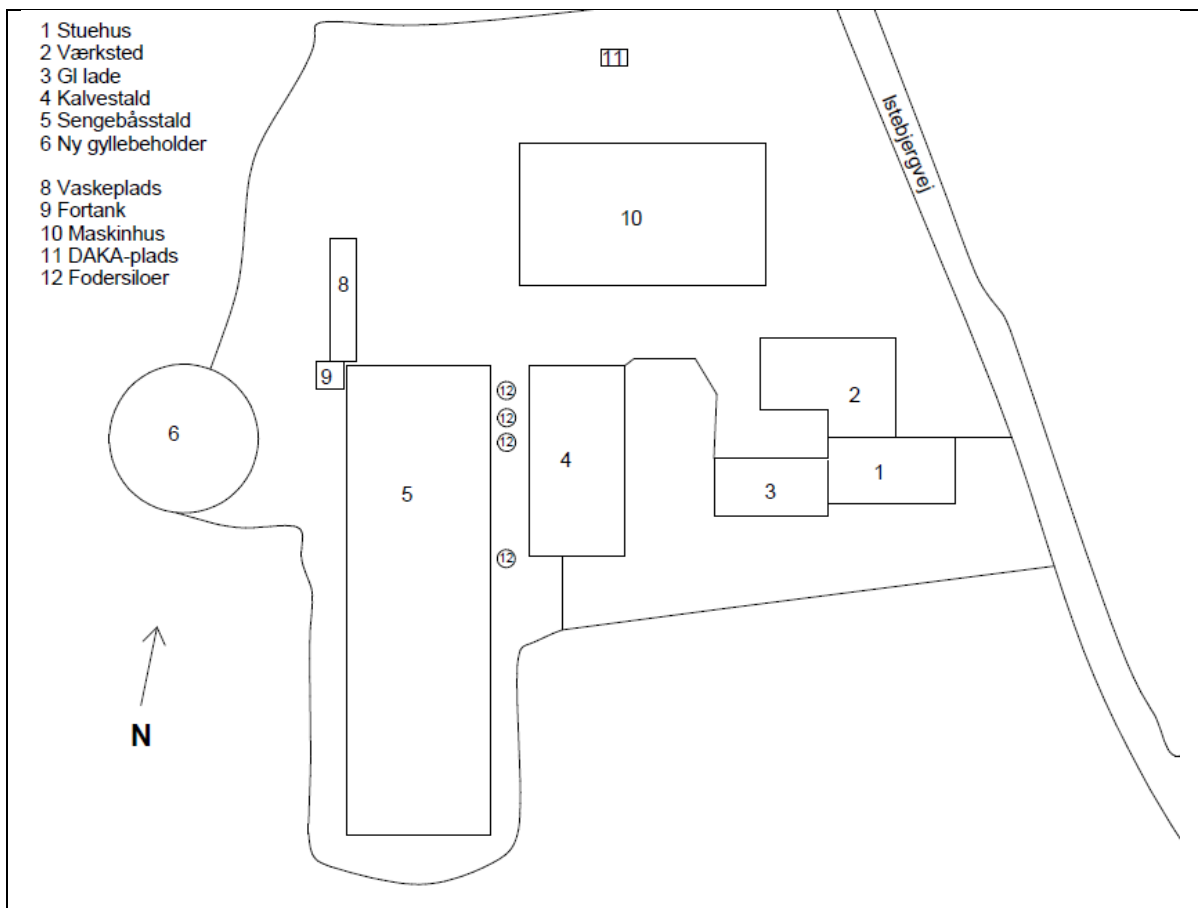 1 Stuehus
2 Værksted
3 Gl lade
4 Kalvestald
5 Sengebåsstald
6 Ny gyllebeholder
8 Vaskeplads
9 Fortank
10 Maskinhus
11 DAKA-plads
12 Fodersiloer
11
Istebjergvej
10
8
9
12
12
12
2
6
4
5
3
1
12
N